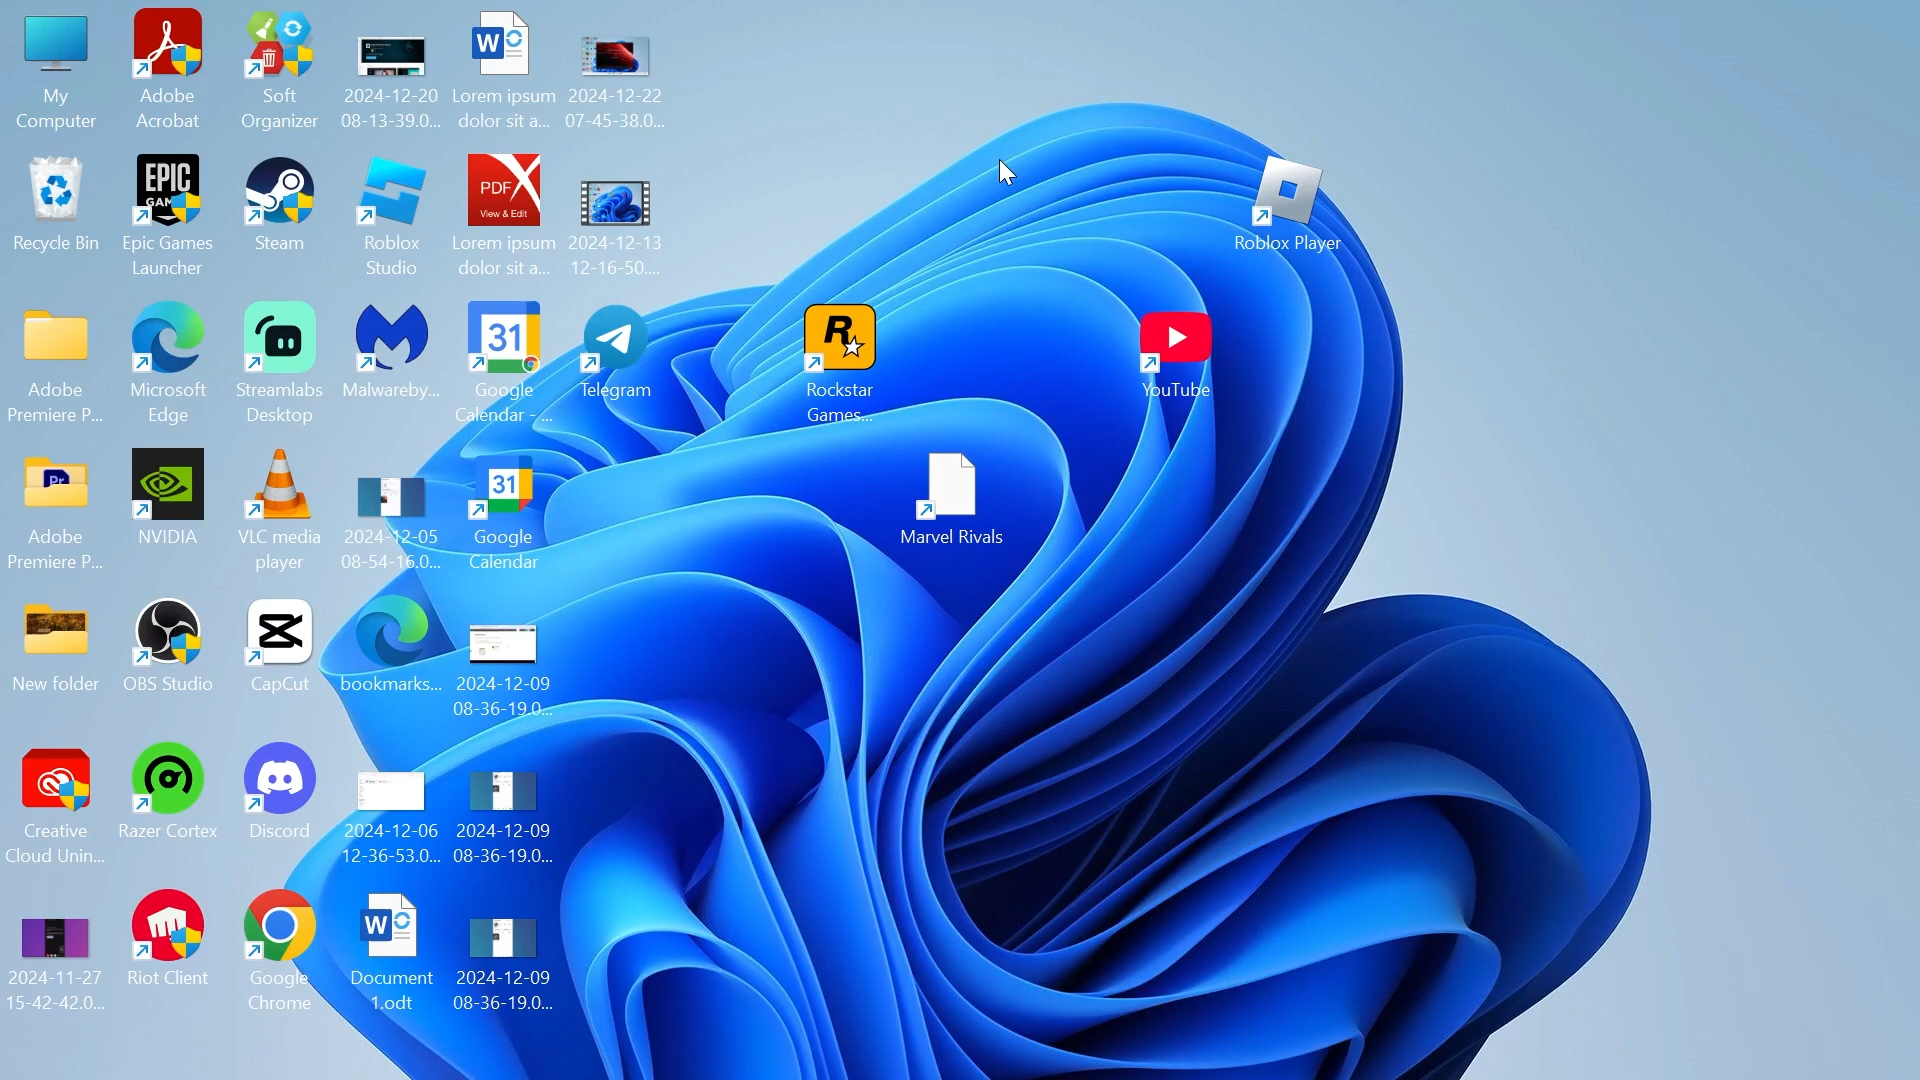 My
Computer
Adobe
Acrobat
Soft
Organizer
2024-12-20
08-13-39.0...
W
Lorem ipsum
dolor sit a...
2024-12-22
07-45-38.0...
Recycle Bin
EPIC
GAM
Epic Games
Launcher
Steam
Roblox
Studio
PDF
View & Edit
Lorem ipsum
dolor sit a...
2024-12-13
12-16-50....
Roblox Player
Adobe
Premiere P...
Microsoft
Edge
Streamlabs
Desktop
Malwareby...
31
Google
Calendar - ...
Telegram
R
Rockstar
Games...
YouTube
Pr
Adobe
Premiere P...
NVIDIA
VLC media
player
2024-12-05
08-54-16.0...
31
Google
Calendar
Marvel Rivals
New folder
OBS Studio
CapCut
bookmarks...
2024-12-09
08-36-19.0...
Creative
Cloud Unin...
Razer Cortex
Discord
2024-12-06
12-36-53.0...
2024-12-09
08-36-19.0...
2024-11-27
15-42-42.0...
Riot Client
Google
Chrome
W
Document
1.odt
2024-12-09
08-36-19.0...